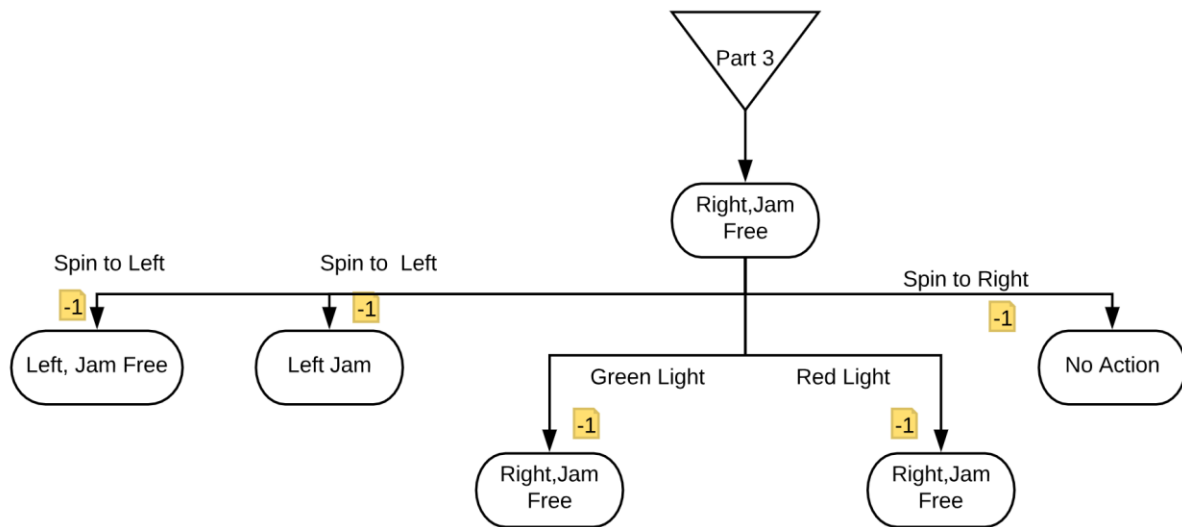 Part 3
Right,Jam
Free
Spin to Left
Spin to  Left
Spin to Right
-1
-1
-1
Left, Jam Free
Left Jam
No Action
Green Light
Red Light
-1
-1
Right,Jam
Free
Right,Jam
Free